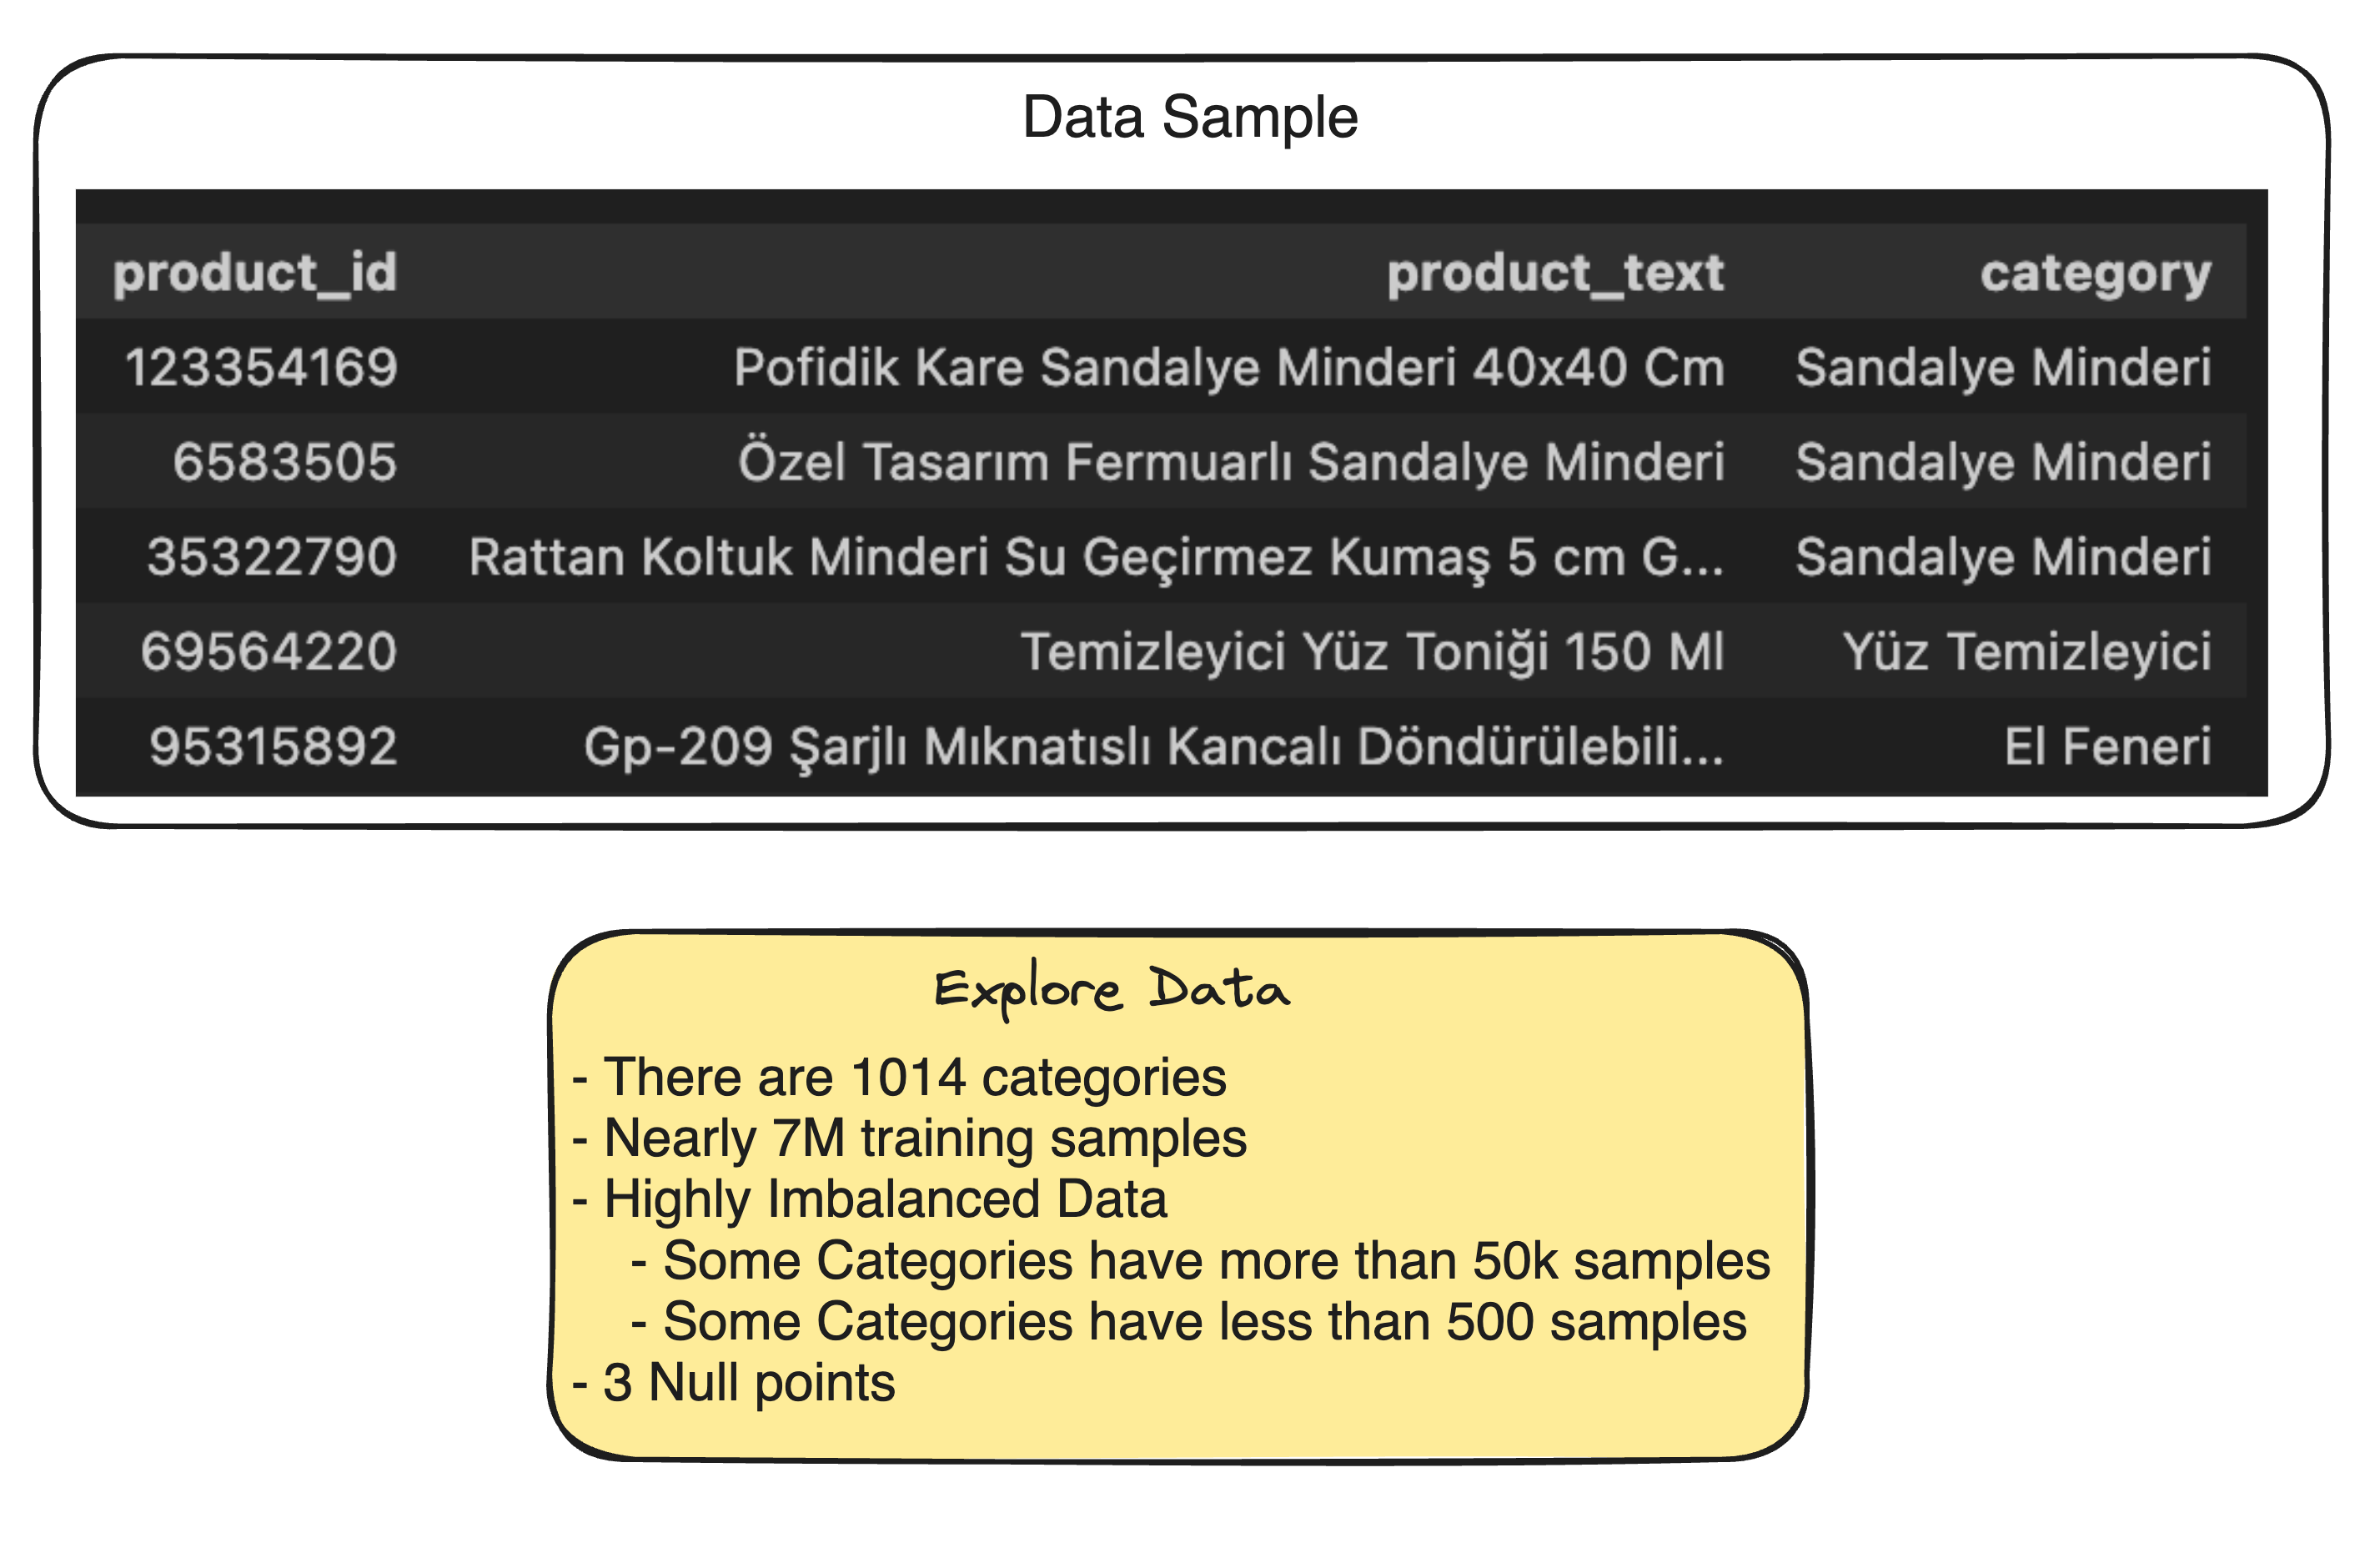 Data Sample
product_id product_text category
123354169 Pofidik Kare Sandalye Minderi 40x40 Cm Sandalye Minderi
6583505 Özel Tasarım Fermuarlı Sandalye Minderi Sandalye Minderi
35322790 Rattan Koltuk Minderi Su Geçirmez Kumaş 5 cm G... Sandalye Minderi
69564220 Temizleyici Yüz Toniği 150 Ml Yüz Temizleyici
95315892 Gp-209 Şarjlı Mıknatıslı Kancalı Döndürülebili... El Feneri
Explore Data
- There are 1014 categories
- Nearly 7M training samples
- Highly Imbalanced Data
- Some Categories have more than 50k samples
- Some Categories have less than 500 samples
- 3 Null points